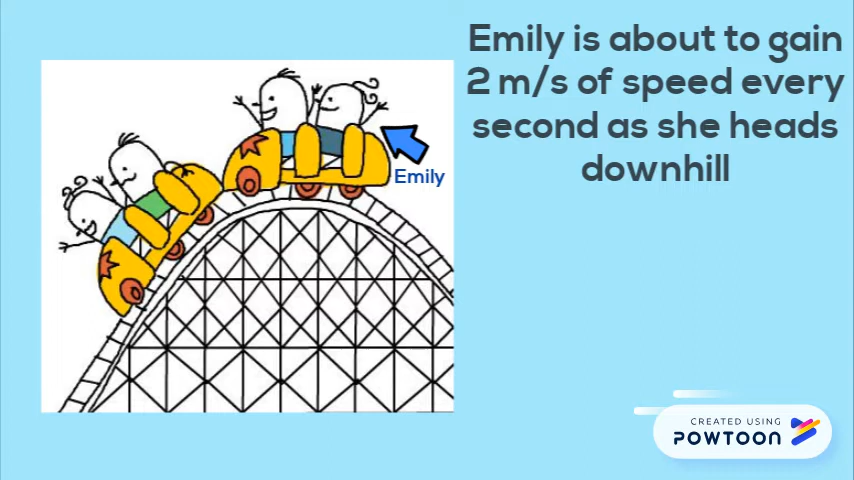 Emily is about to gain
2 m/s of speed every
second as she heads
downhill
Emily
CREATED USING
POWTOON